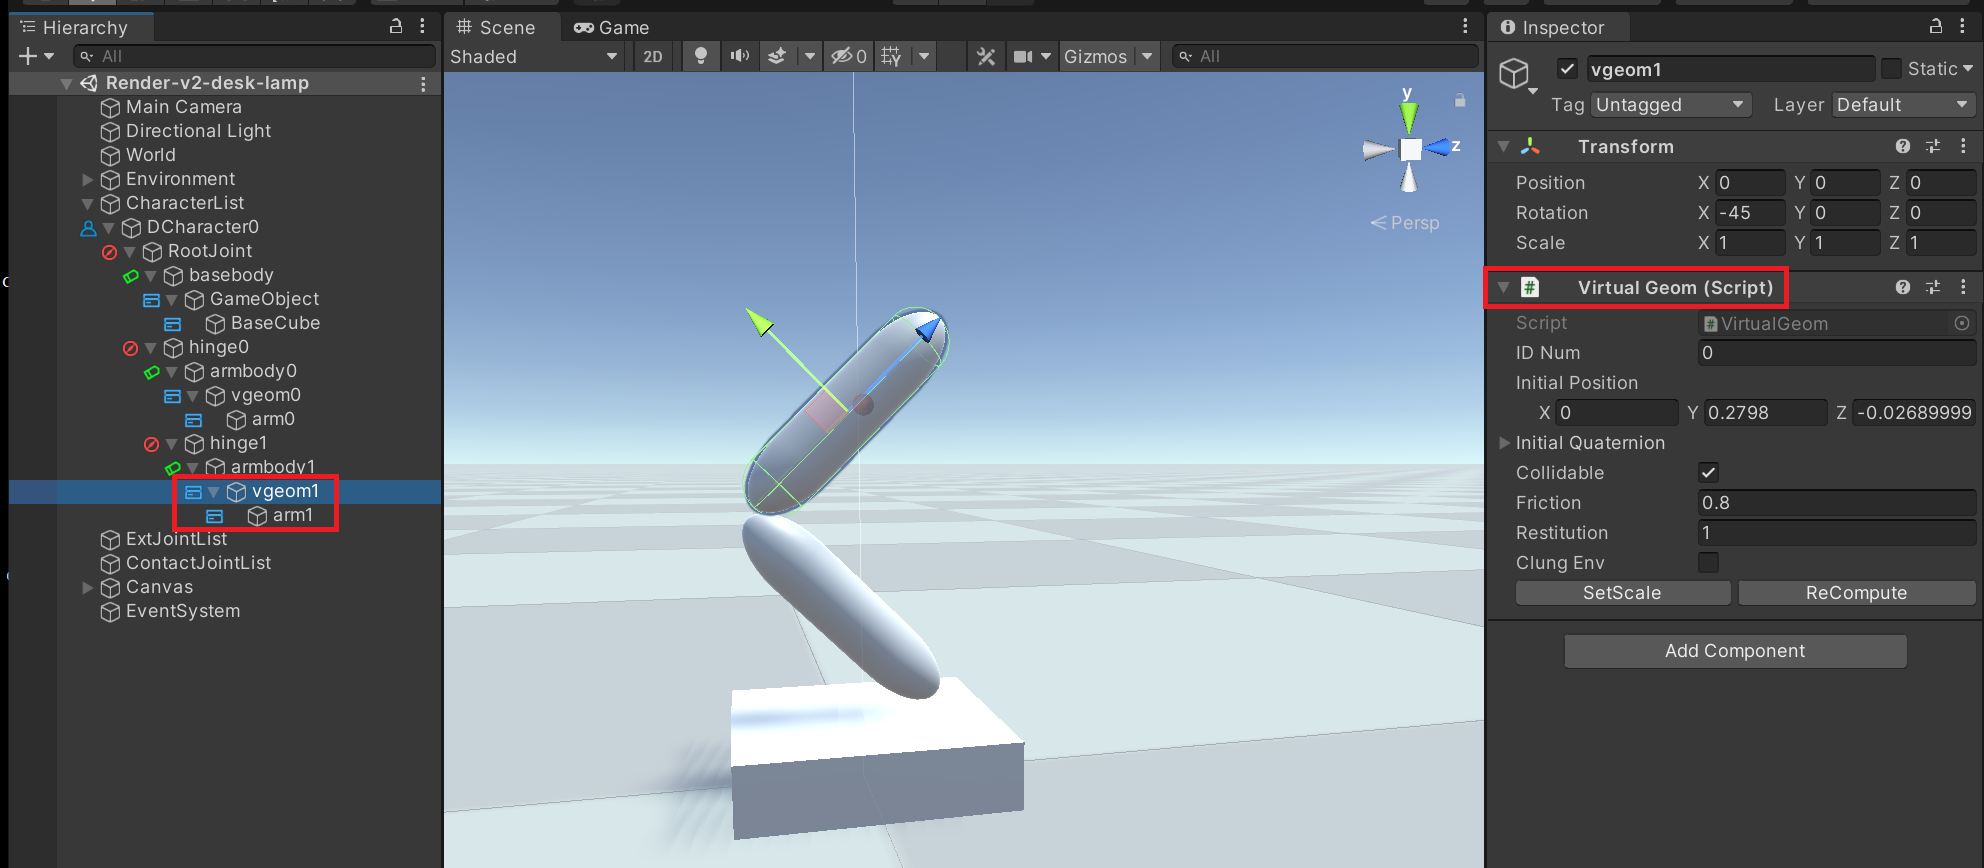 Hierarchy
All
Render-v2-desk-lamp
Main Camera
Directional Light
World
Environment
CharacterList
DCharacter0
RootJoint
basebody
GameObject
BaseCube
hinge0
armbody0
vgeom0
arm0
hinge1
armbody1
vgeom1
arm1
ExtJointList
ContactJointList
Canvas
EventSystem
Scene Game
Shaded 2D 0 Gizmos All
y
z
Persp
Inspector
vgeom1 Static
Tag Untagged Layer Default
Transform
Position X 0 Y 0 Z 0
Rotation X -45 Y 0 Z 0
Scale X 1 Y 1 Z 1
# Virtual Geom (Script)
Script # VirtualGeom
ID Num 0
Initial Position
X 0 Y 0.2798 Z -0.02689999
Initial Quaternion
Collidable
Friction 0.8
Restitution 1
Clung Env
SetScale ReCompute
Add Component